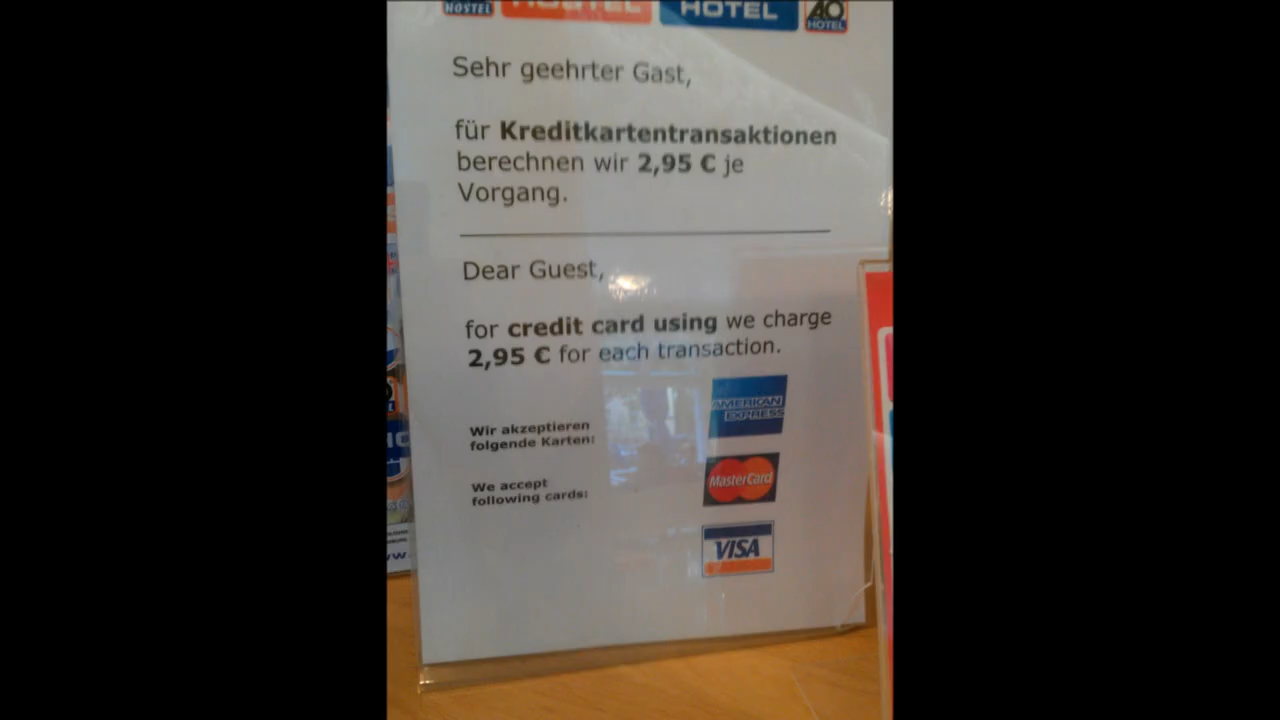 HOSTEL HOSTEL HOTEL AO HOTEL
Sehr geehrter Gast,
für Kreditkartentransaktionen
berechnen wir 2,95 € je
Vorgang.
Dear Guest,
for credit card using we charge
2,95 € for each transaction.
AMERICAN
EXPRESS
Wir akzeptieren
folgende Karten:
MasterCard
We accept
following cards:
VISA